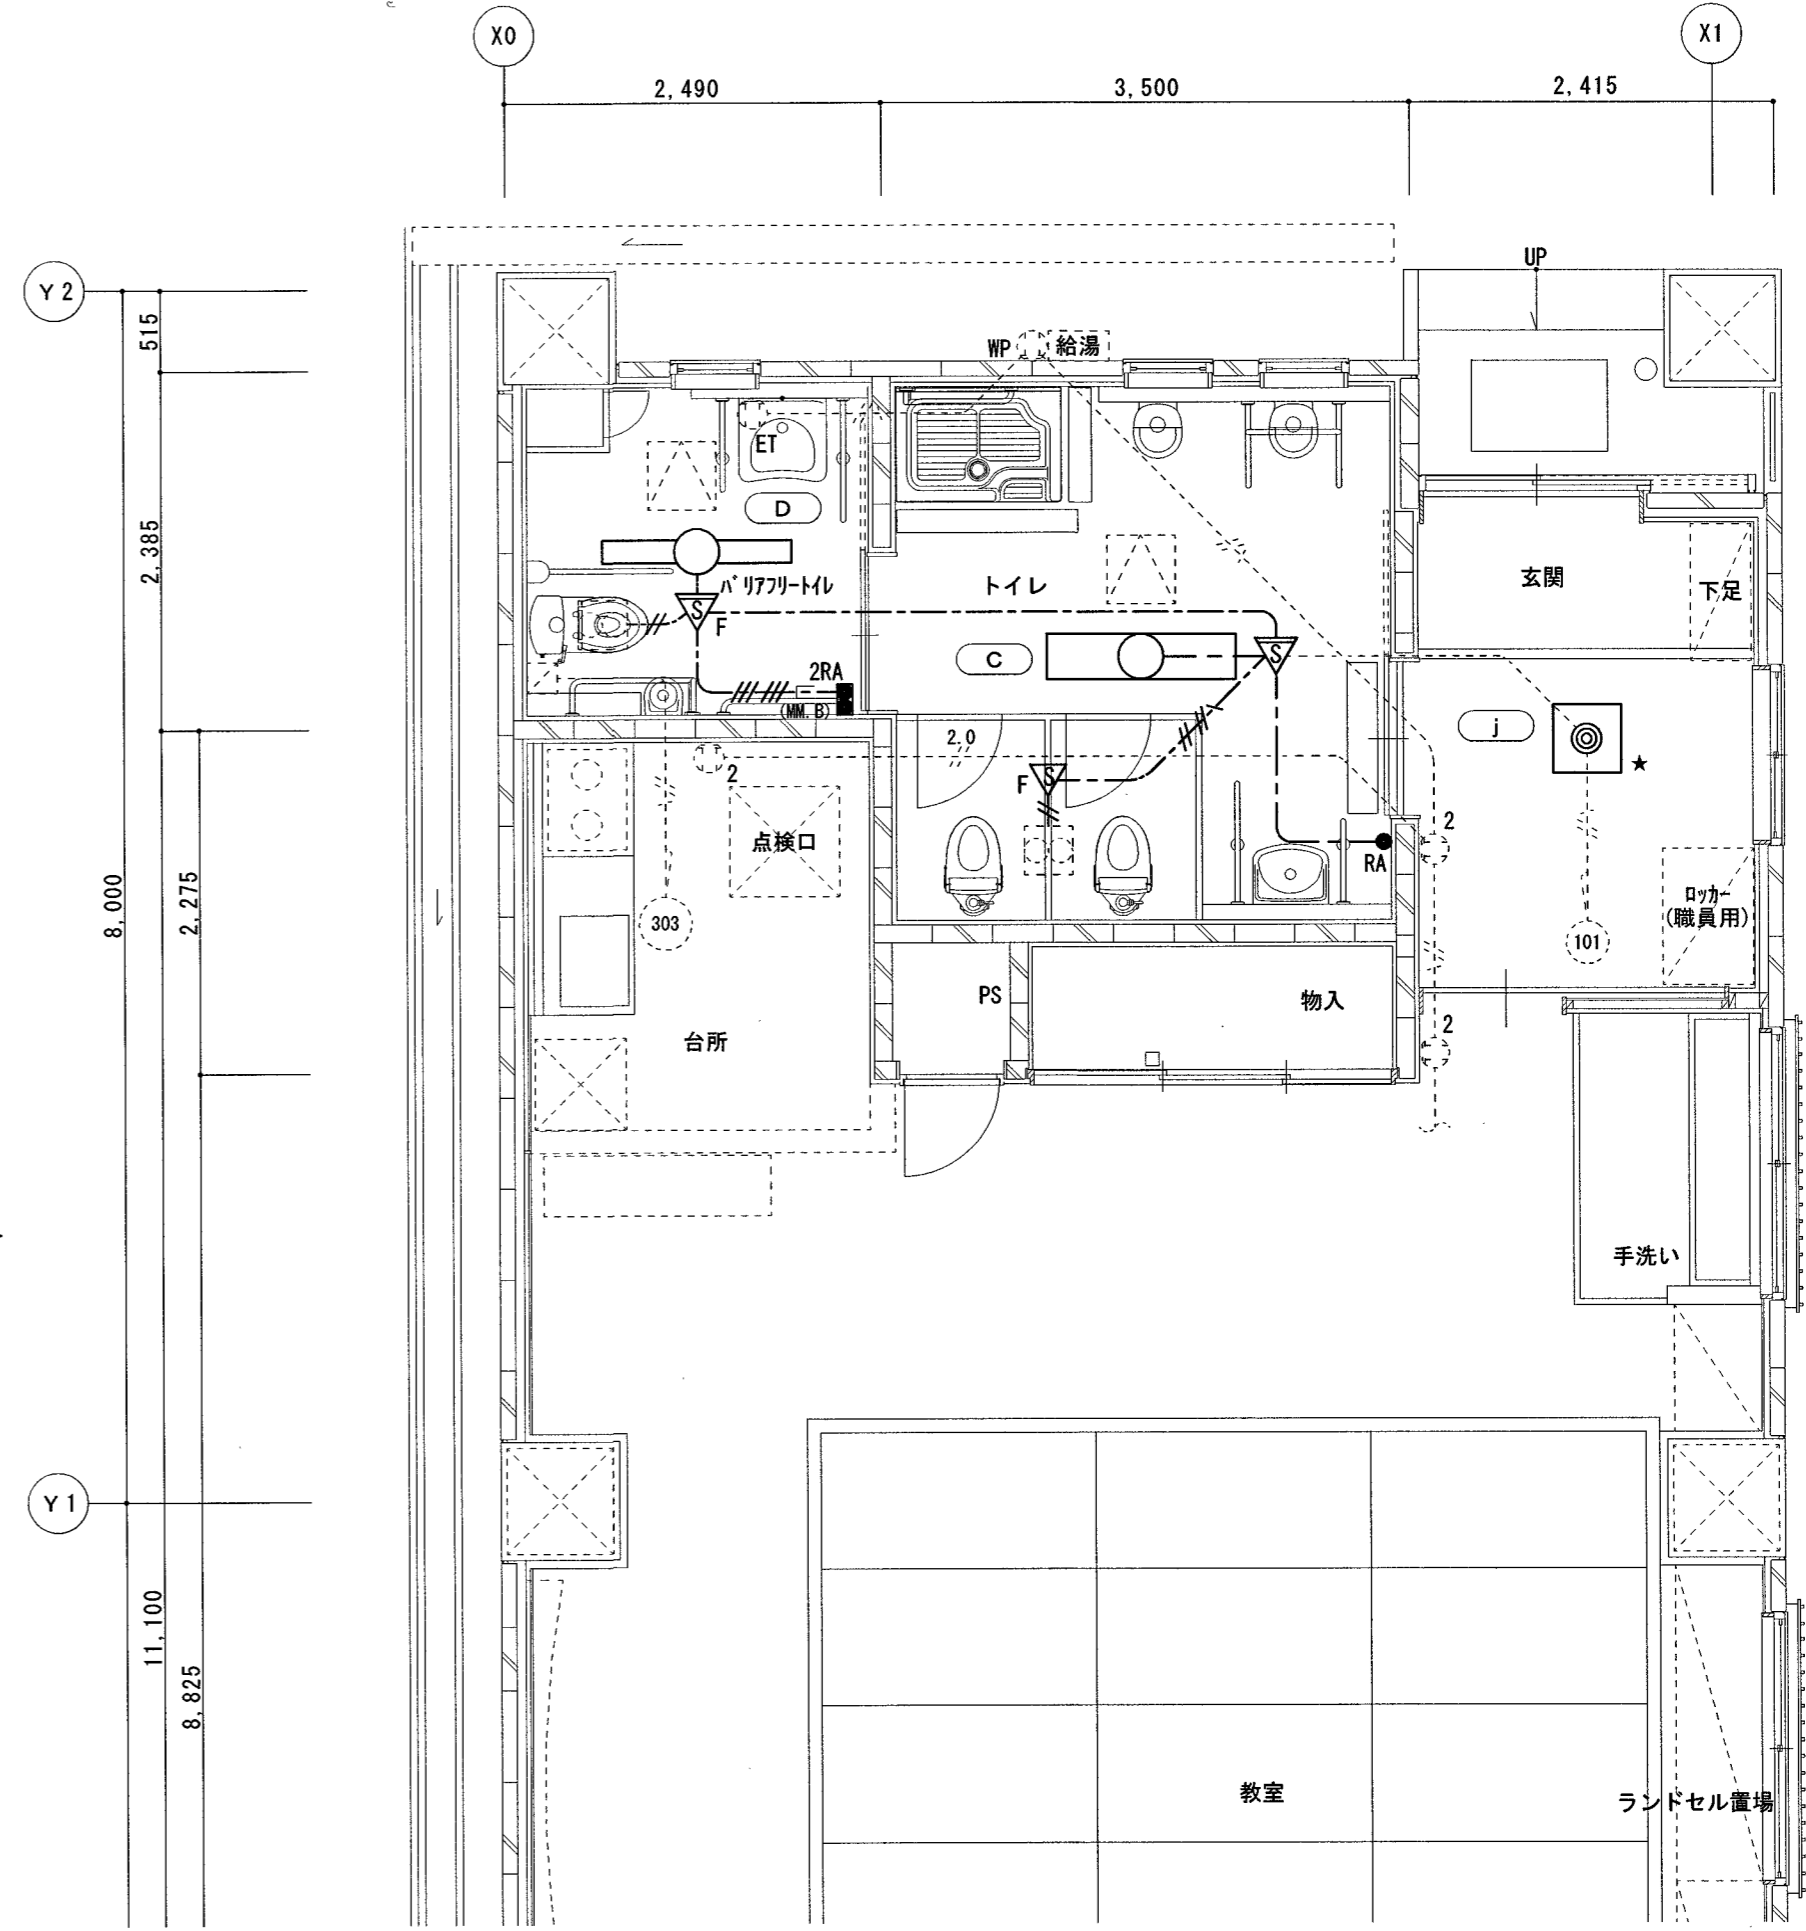 X0
X1
2,490
3,500
2,415
Y2
515
UP
WP
給湯
ET
D
2,385
バリアフリートイレ
トイレ
玄関
下足
S
F
S
C
2RA
(MM.B)
j
★
2.0
2
S
F
点検口
2
RA
8,000
2,275
ロッカー
(職員用)
303
101
PS
物入
2
台所
手洗い
Y1
11,100
8,825
教室
ランドセル置場